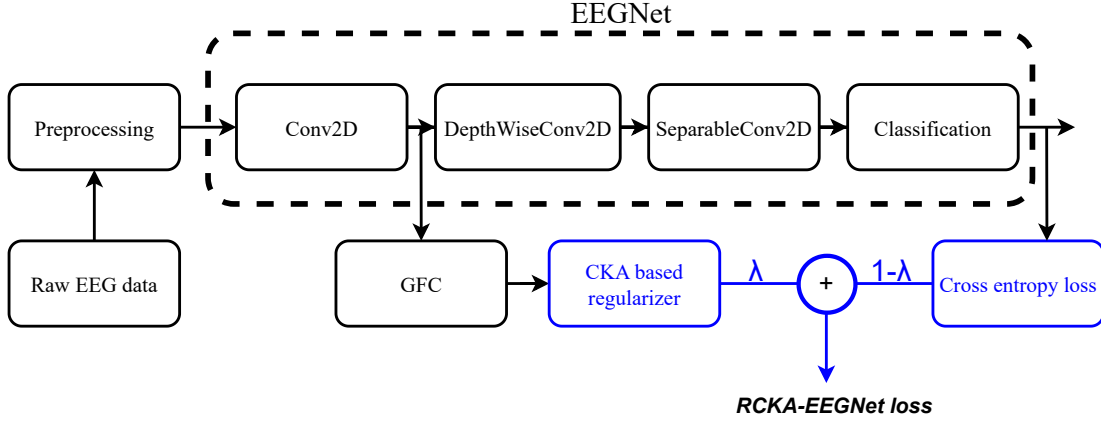 EEGNet
Preprocessing
Conv2D
DepthWiseConv2D
SeparableConv2D
Classification
Raw EEG data
GFC
CKA based
regularizer
λ
+
1-λ
Cross entropy loss
RCKA-EEGNet loss